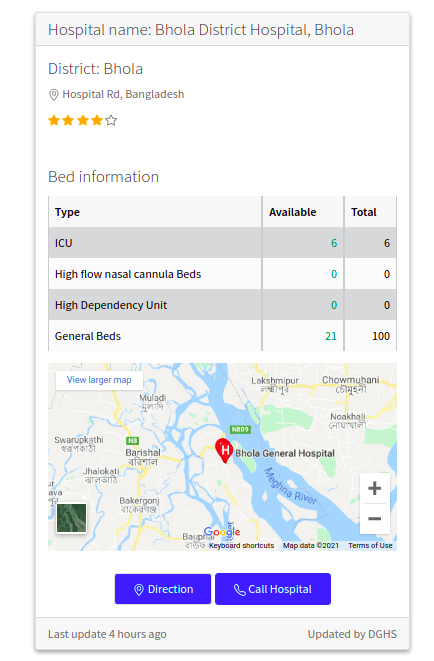 Hospital name: Bhola District Hospital, Bhola
District: Bhola
Hospital Rd, Bangladesh
Bed information
Type Available Total
ICU 6 6
High flow nasal cannula Beds 0 0
High Dependency Unit 0 0
General Beds 21 100
View larger map
Lakshmipur
লক্ষ্মীপুর
Chowmuhani
চৌমুহনী
Muladi
মুলাদি
Noakhali
নোয়াখালী
N809
Swarupkathi
স্বরূপকাঠী
N8
Barishal
বরিশাল
H
Bhola General Hospital
Jhalokati
ঝালকাঠি
Meghna River
Bakergonj
বাকেরগঞ্জ
+
−
Google
Keyboard shortcuts Map data ©2021 Terms of Use
Direction
Call Hospital
Last update 4 hours ago
Updated by DGHS